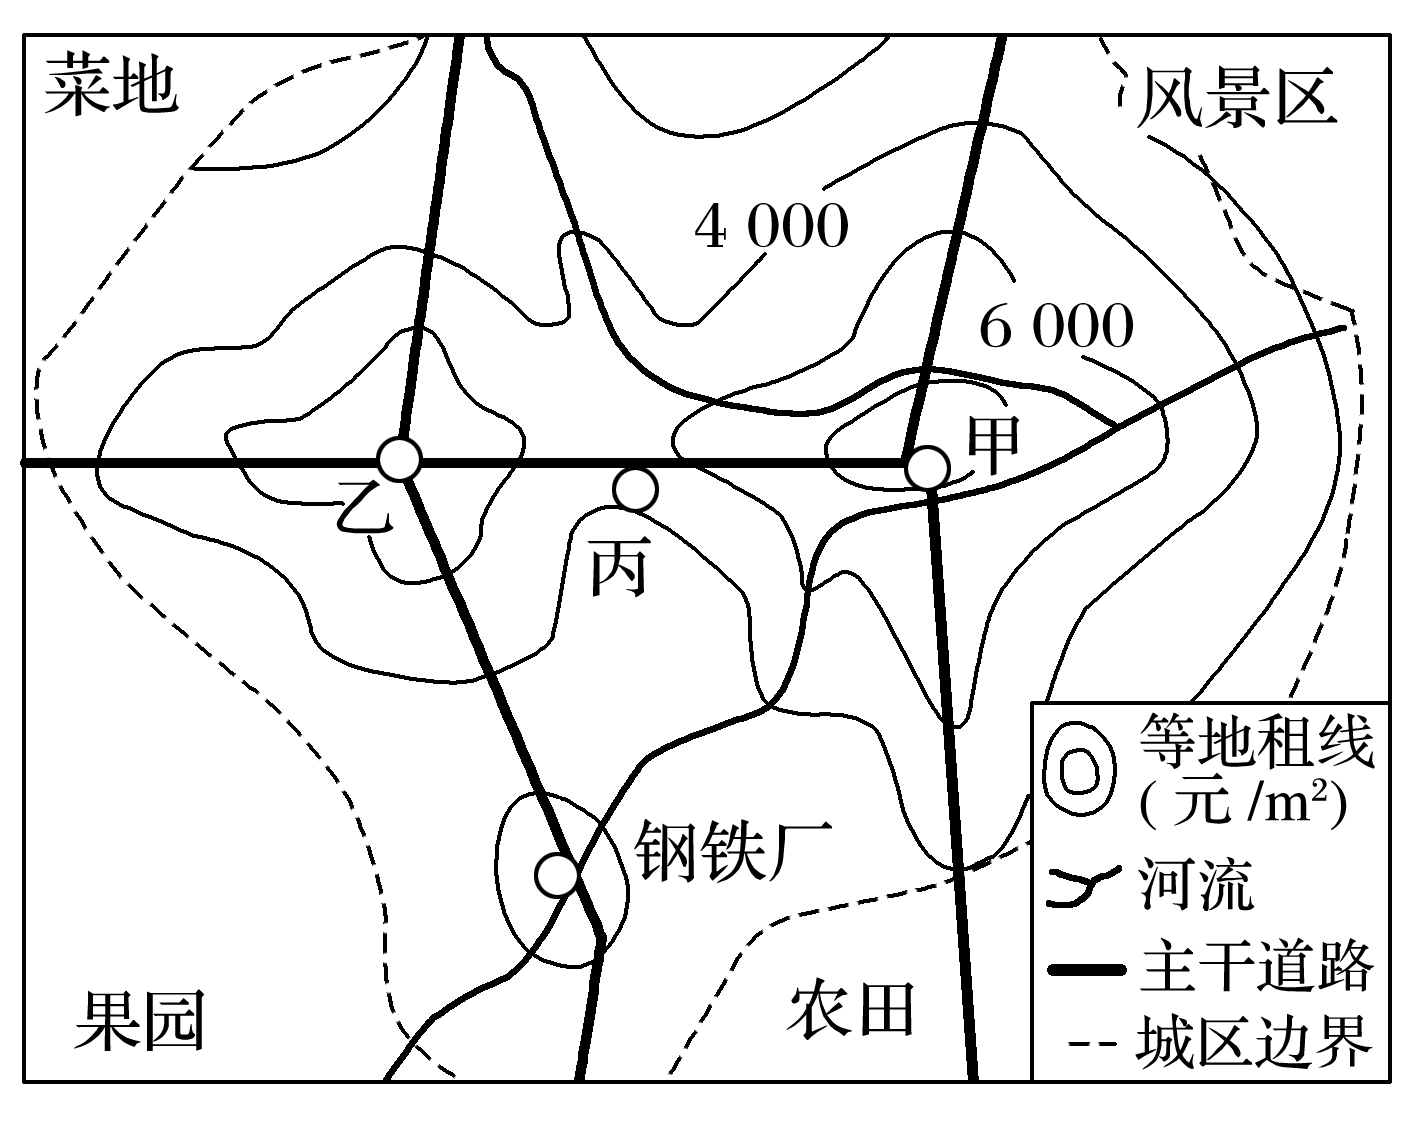 菜地
风景区
4 000
6 000
甲
乙
丙
钢铁厂
果园
农田
等地租线
(元/m²)
河流
主干道路
城区边界